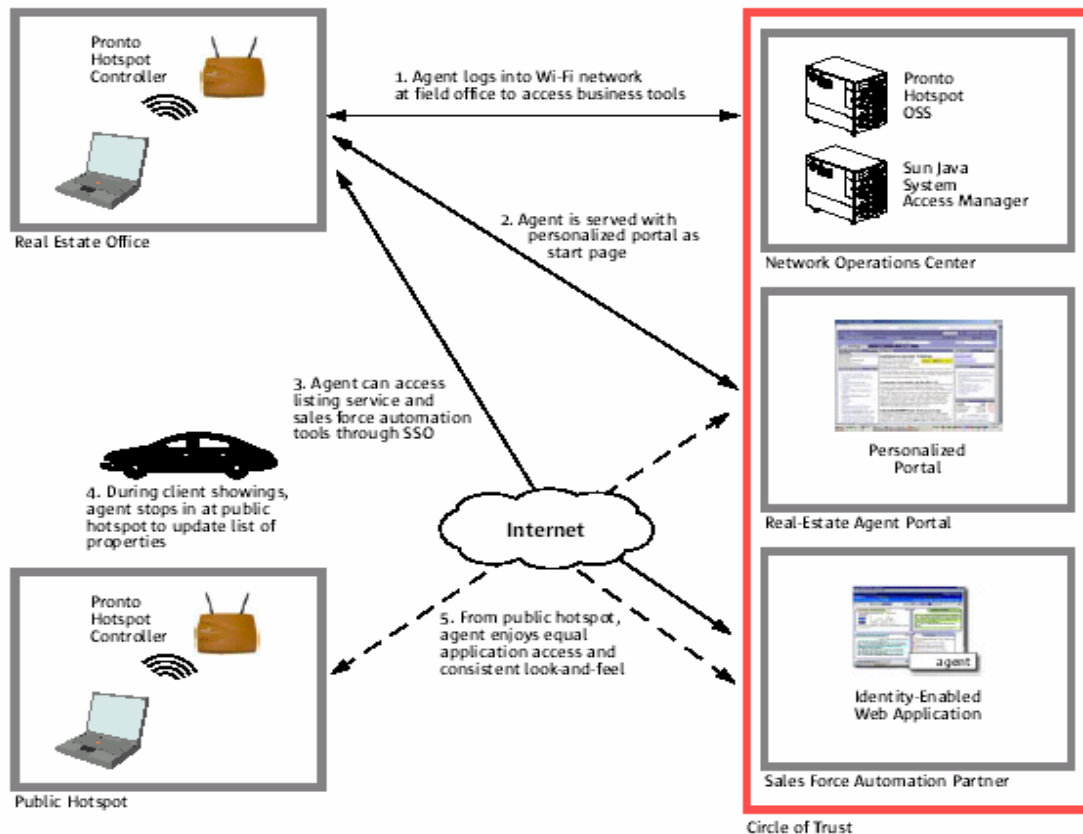 Pronto
Hotspot
Controller
Real Estate Office
1. Agent logs into Wi-Fi network
at field office to access business tools
2. Agent is served with
personalized portal as
start page
3. Agent can access
listing service and
sales force automation
tools through SSO
4. During client showings,
agent stops in at public
hotspot to update list of
properties
Internet
5. From public hotspot,
agent enjoys equal
application access and
consistent look-and-feel
Pronto
Hotspot
Controller
Public Hotspot
Pronto
Hotspot
OSS
Sun Java
System
Access Manager
Network Operations Center
Personalized
Portal
Real-Estate Agent Portal
agent
Identity-Enabled
Web Application
Sales Force Automation Partner
Circle of Trust